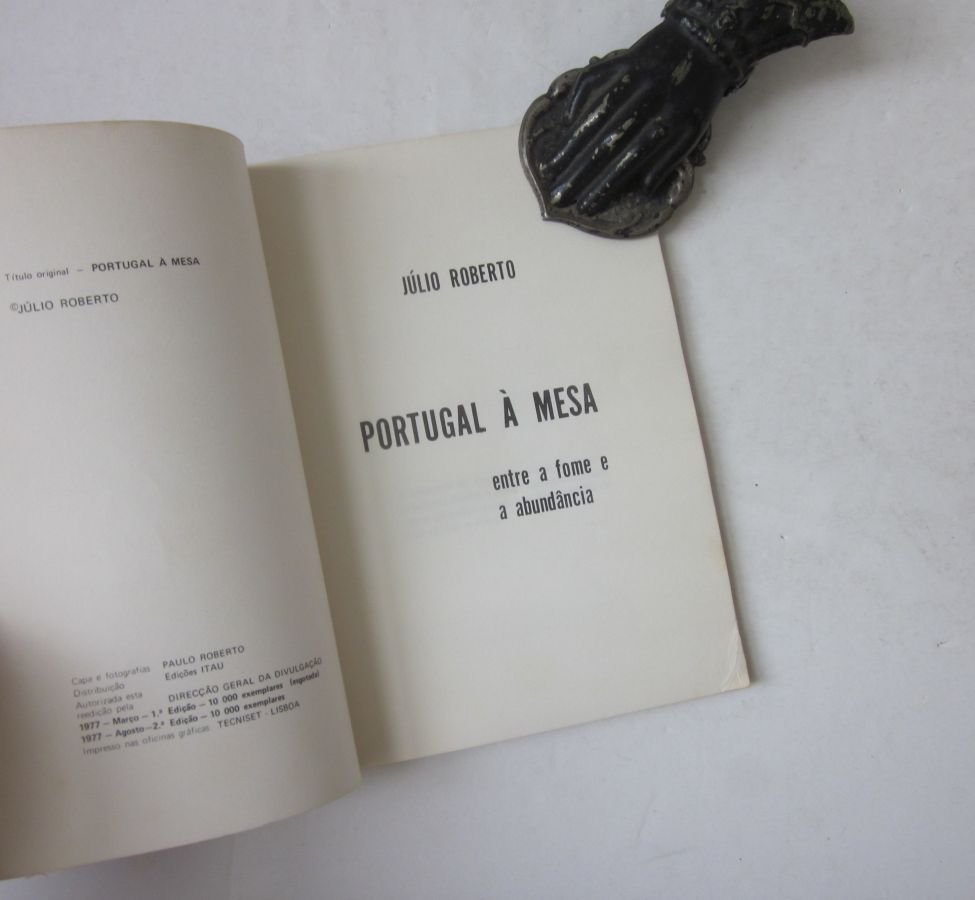 Título original — PORTUGAL À MESA
©JÚLIO ROBERTO
Capa e fotografias PAULO ROBERTO
Distribuição Edições ITAU
Autorizada esta
reedição pela DIRECÇÃO GERAL DA DIVULGAÇÃO
1977 — Março — 1.ª Edição — 10 000 exemplares (esgotada)
1977 — Agosto — 2.ª Edição — 10 000 exemplares
Impresso nas oficinas gráficas TECNISET - LISBOA
JÚLIO ROBERTO
PORTUGAL À MESA
entre a fome e
a abundância